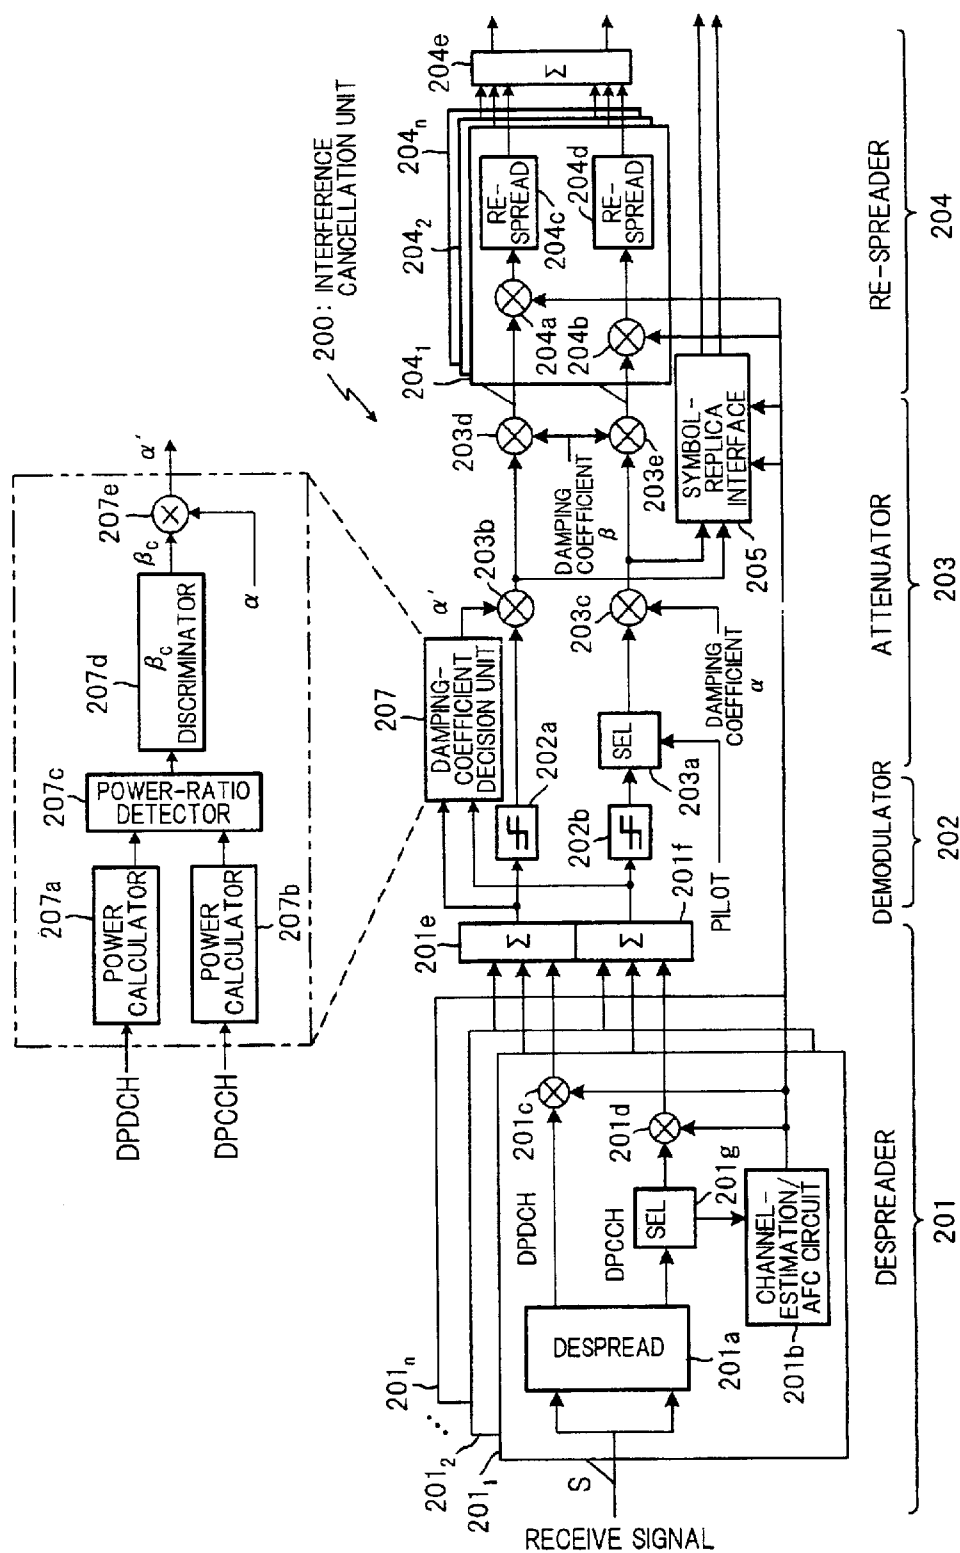 200: INTERFERENCE
CANCELLATION UNIT
DPDCH
DPCCH
207a
POWER
CALCULATOR
POWER
CALCULATOR
207b
207c
POWER-RATIO
DETECTOR
207d
βC
DISCRIMINATOR
βC
207e
α
α'
RECEIVE SIGNAL
S
2011
2012
201n
DESPREAD
201a
DPDCH
DPCCH
SEL
201g
CHANNEL-
ESTIMATION/
AFC CIRCUIT
201b
201c
201d
201e
Σ
Σ
201f
PILOT
202a
202b
207
DAMPING-
COEFFICIENT
DECISION UNIT
α'
SEL
203a
203b
203c
DAMPING
COEFFICIENT
α
DAMPING
COEFFICIENT
β
203d
203e
SYMBOL-
REPLICA
INTERFACE
205
2041
2042
204n
204a
204b
RE-
SPREAD
204c
RE-
SPREAD
204d
204e
Σ
DESPREADER
201
DEMODULATOR
202
ATTENUATOR
203
RE-SPREADER
204